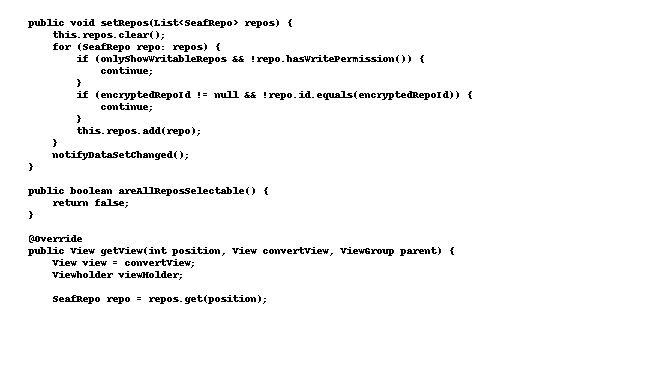 public void setRepos(List<SeafRepo> repos) {
    this.repos.clear();
    for (SeafRepo repo: repos) {
        if (onlyShowWritableRepos && !repo.hasWritePermission()) {
            continue;
        }
        if (encryptedRepoId != null && !repo.id.equals(encryptedRepoId)) {
            continue;
        }
        this.repos.add(repo);
    }
    notifyDataSetChanged();
}

public boolean areAllReposSelectable() {
    return false;
}

@Override
public View getView(int position, View convertView, ViewGroup parent) {
    View view = convertView;
    Viewholder viewHolder;

    SeafRepo repo = repos.get(position);